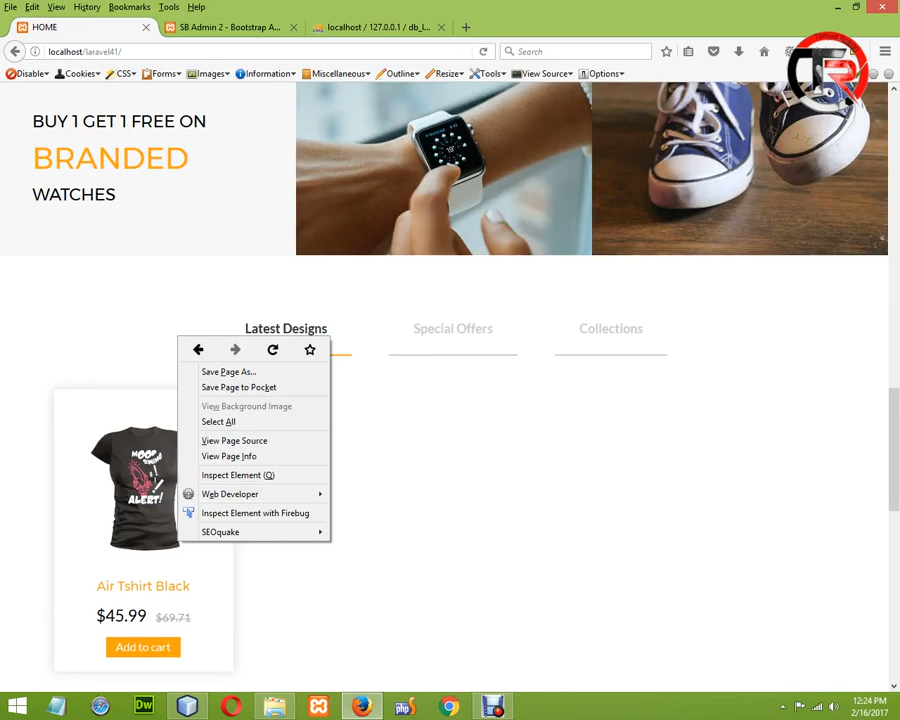 File Edit View History Bookmarks Tools Help
HOME × SB Admin 2 - Bootstrap A... × localhost / 127.0.0.1 / db_l... × +
localhost/laravel41/ Search
Disable Cookies CSS Forms Images Information Miscellaneous Outline Resize Tools View Source Options
BUY 1 GET 1 FREE ON
BRANDED
WATCHES
Latest Designs Special Offers Collections
Save Page As...
Save Page to Pocket
View Background Image
Select All
View Page Source
View Page Info
Inspect Element (Q)
Web Developer
Inspect Element with Firebug
SEOquake
MOOD
ALERT!
Air Tshirt Black
$45.99 $69.71
Add to cart
Dw php
12:24 PM
2/16/2017